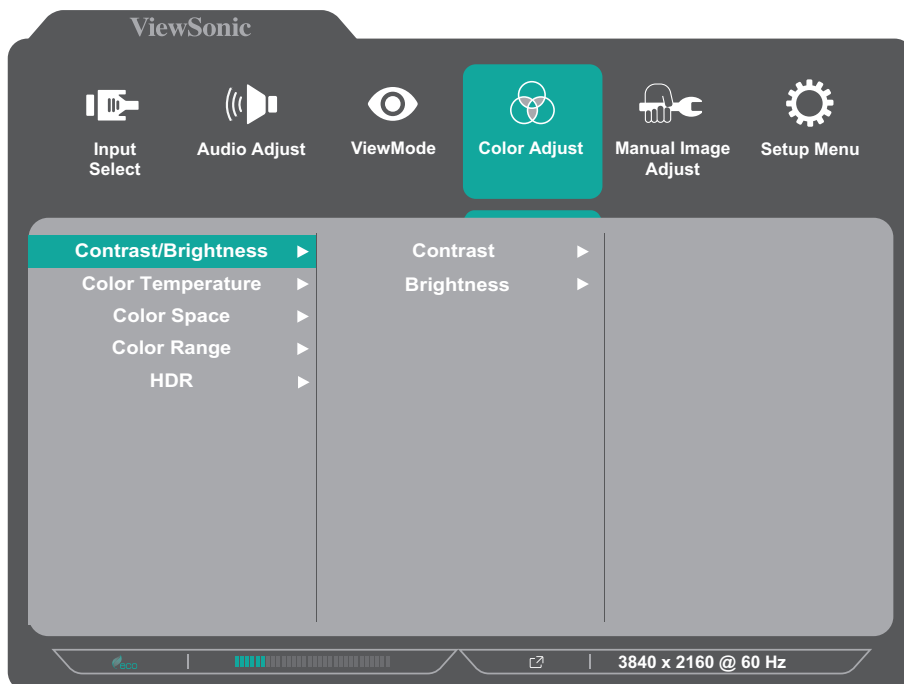 ViewSonic
Input
Select
Audio Adjust
ViewMode
Color Adjust
Manual Image
Adjust
Setup Menu
Contrast/Brightness
Color Temperature
Color Space
Color Range
HDR
Contrast
Brightness
eco
3840 x 2160 @ 60 Hz